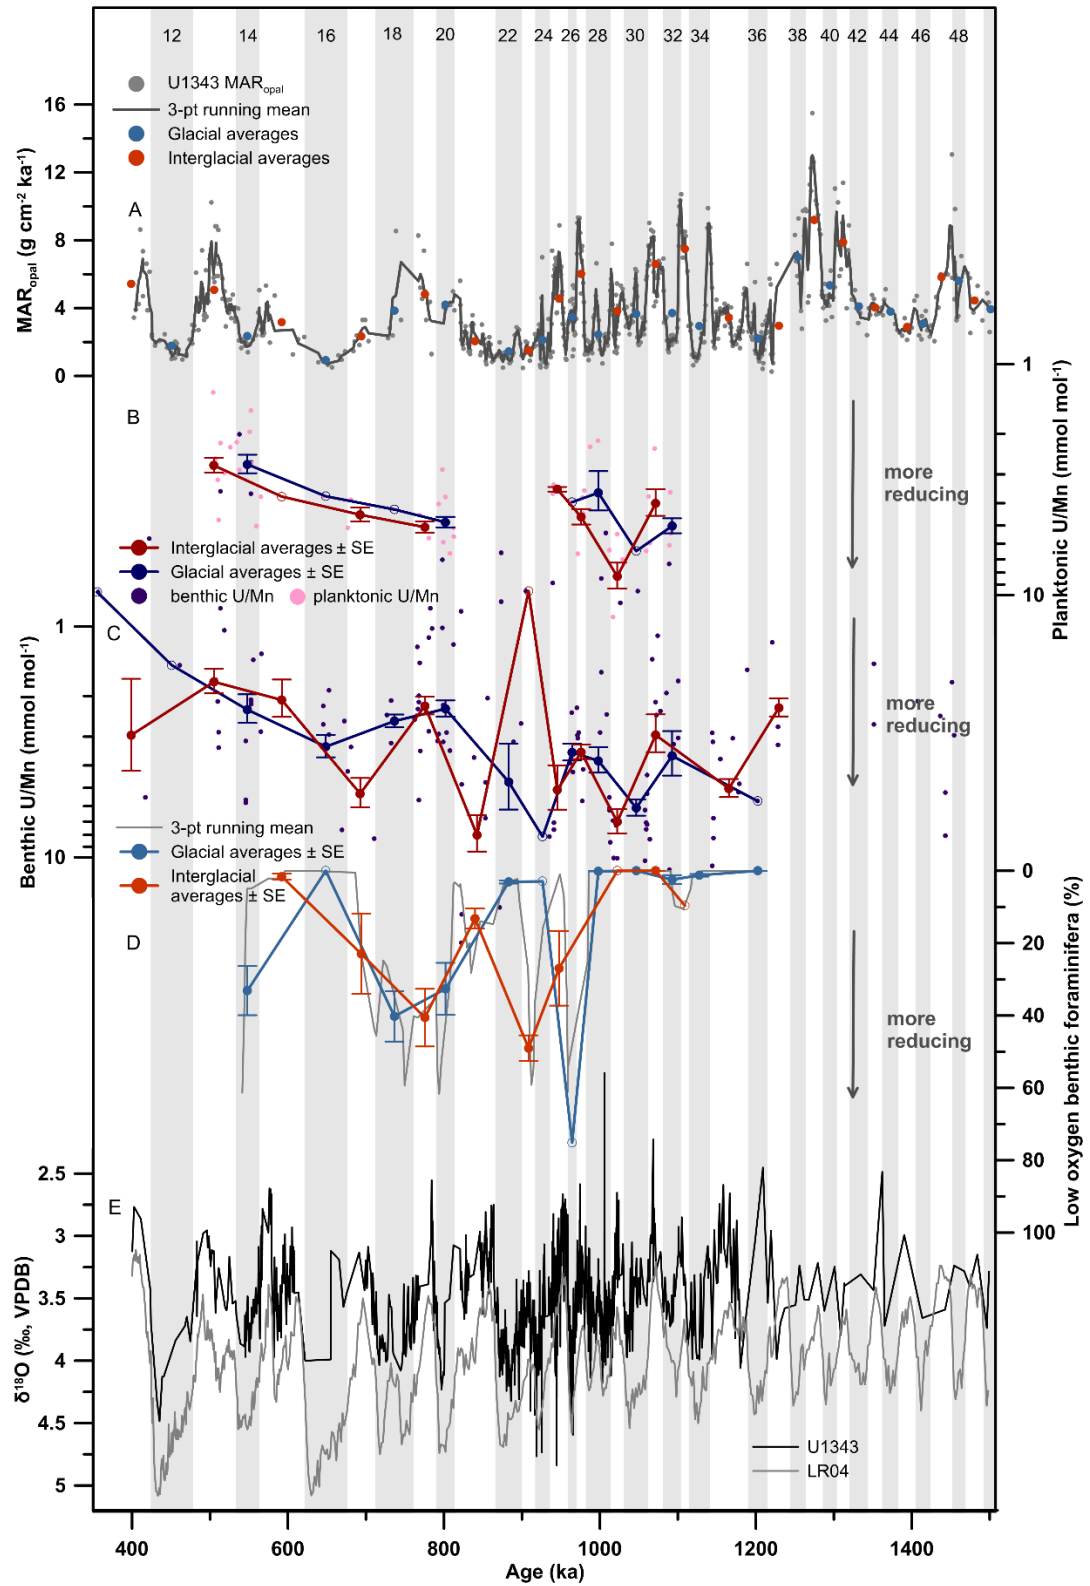 12 14 16 18 20 22 24 26 28 30 32 34 36 38 40 42 44 46 48
U1343 MARopal
3-pt running mean
Glacial averages
Interglacial averages
16
12
8
4
0
MARopal (g cm-2 ka-1)
A
1
10
Planktonic U/Mn (mmol mol-1)
B
more
reducing
Interglacial averages ± SE
Glacial averages ± SE
benthic U/Mn planktonic U/Mn
1
10
Benthic U/Mn (mmol mol-1)
C
more
reducing
3-pt running mean
Glacial averages ± SE
Interglacial
averages ± SE
0
20
40
60
80
100
Low oxygen benthic foraminifera (%)
D
more
reducing
2.5
3
3.5
4
4.5
5
δ18O (‰, VPDB)
E
U1343
LR04
400 600 800 1000 1200 1400
Age (ka)